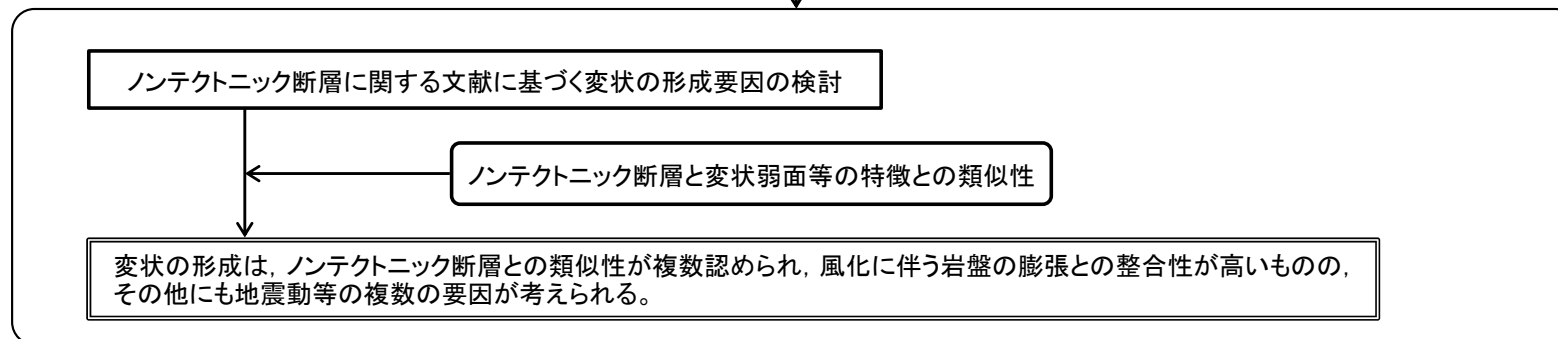 ノンテクトニック断層に関する文献に基づく変状の形成要因の検討
ノンテクトニック断層と変状弱面等の特徴との類似性
変状の形成は，ノンテクトニック断層との類似性が複数認められ，風化に伴う岩盤の膨張との整合性が高いものの，
その他にも地震動等の複数の要因が考えられる。